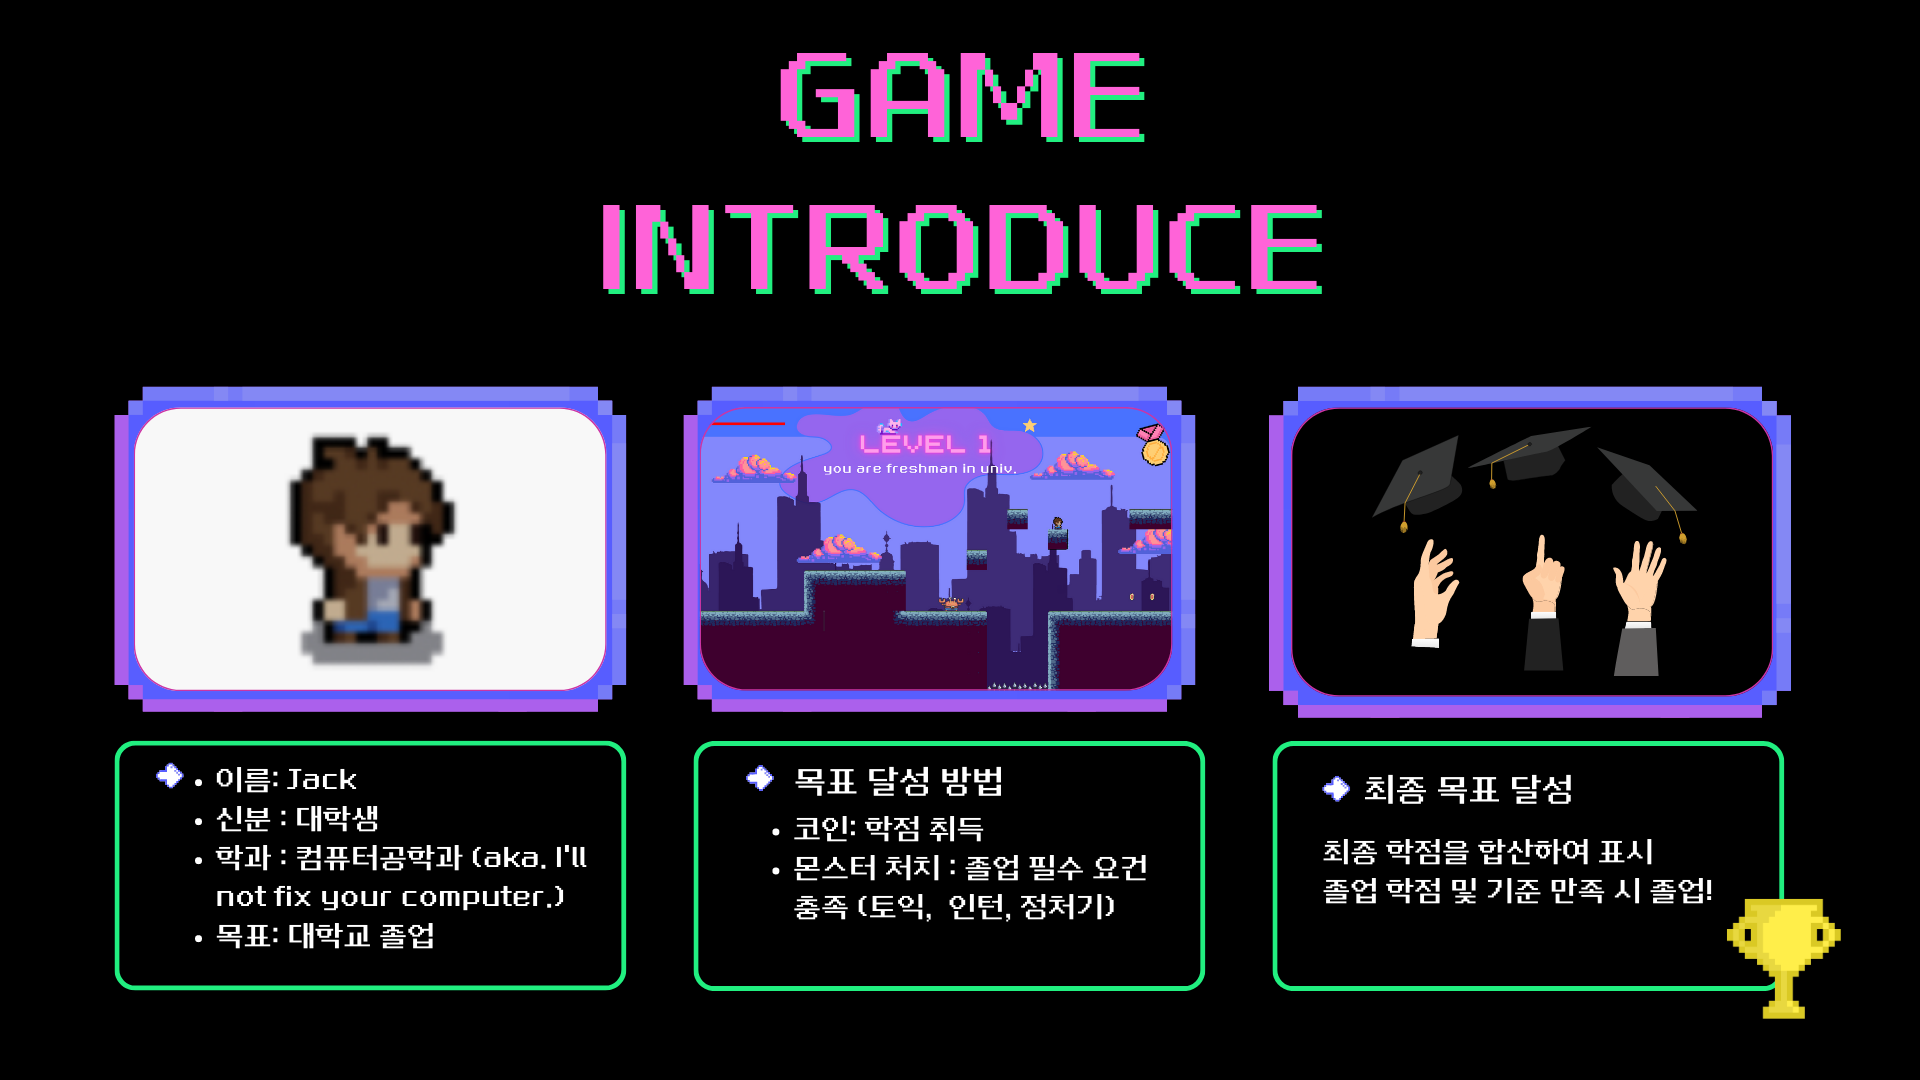 GAME
INTRODUCE
LEVEL 1
you are freshman in univ.
• 이름: Jack
• 신분 : 대학생
• 학과 : 컴퓨터공학과 (aka. I'll
not fix your computer.)
• 목표: 대학교 졸업
목표 달성 방법
• 코인: 학점 취득
• 몬스터 처치 : 졸업 필수 요건
충족 (토익, 인턴, 정처기)
최종 목표 달성
최종 학점을 합산하여 표시
졸업 학점 및 기준 만족 시 졸업!